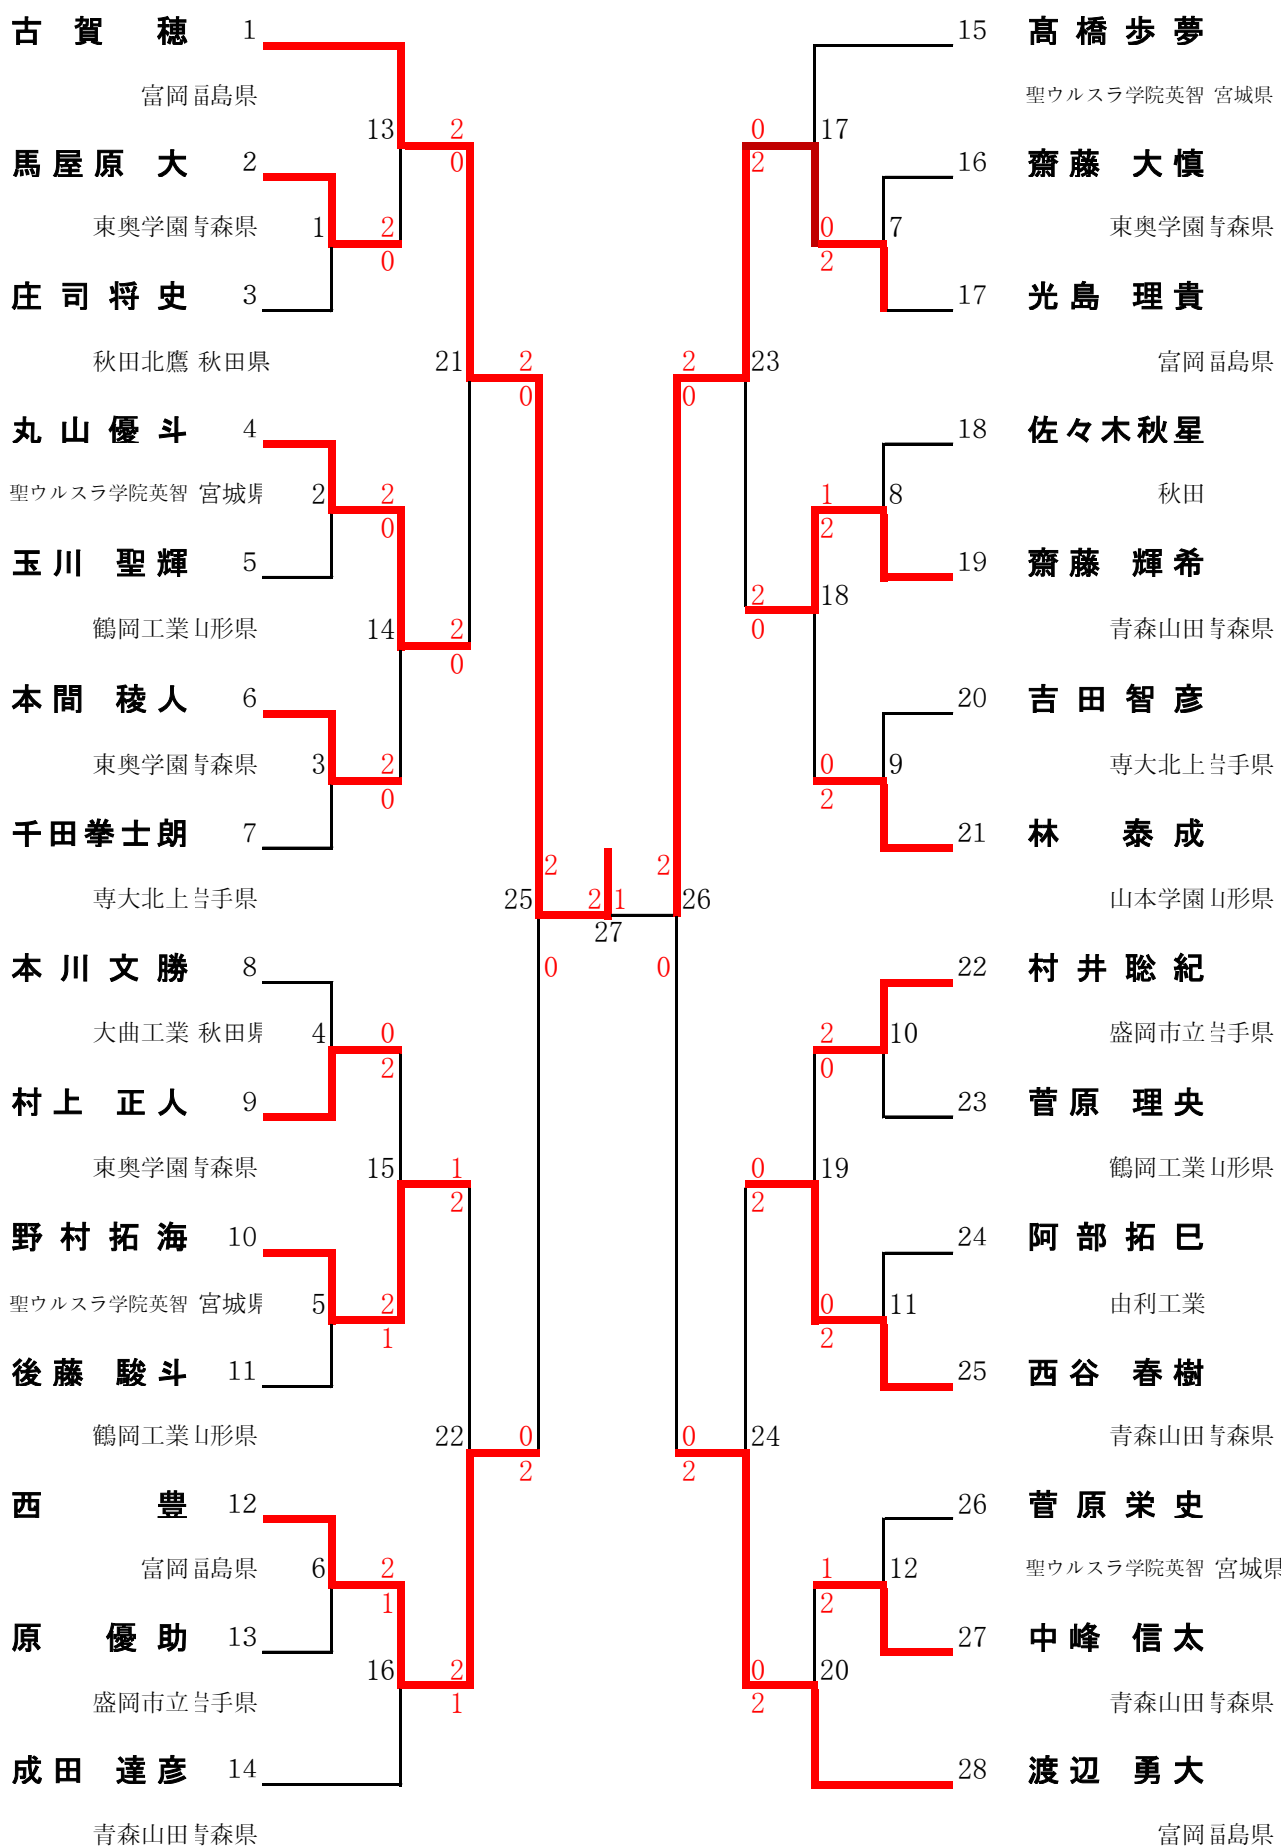 古賀 穂 1
富岡 福島県
馬屋原 大 2
東奥学園 青森県
庄司将史 3
秋田北鷹 秋田県
丸山優斗 4
聖ウルスラ学院英智 宮城県
玉川 聖輝 5
鶴岡工業 山形県
本間 稜人 6
東奥学園 青森県
千田拳士朗 7
専大北上 岩手県
本川文勝 8
大曲工業 秋田県
村上 正人 9
東奥学園 青森県
野村拓海 10
聖ウルスラ学院英智 宮城県
後藤 駿斗 11
鶴岡工業 山形県
西 豊 12
富岡 福島県
原 優助 13
盛岡市立 岩手県
成田 達彦 14
青森山田 青森県
13 2
0
1 2
0
21 2
0
2 2
0
14 2
0
3 2
0
25 2
0
4 0
2
15 1
2
5 2
1
22 0
2
6 2
1
16 2
1
2 1
27
15 髙橋歩夢
聖ウルスラ学院英智 宮城県
16 齋藤 大慎
東奥学園 青森県
17 光島 理貴
富岡 福島県
18 佐々木秋星
秋田
19 齋藤 輝希
青森山田 青森県
20 吉田智彦
専大北上 岩手県
21 林 泰成
山本学園 山形県
22 村井聡紀
盛岡市立 岩手県
23 菅原 理央
鶴岡工業 山形県
24 阿部拓巳
由利工業
25 西谷 春樹
青森山田 青森県
26 菅原栄史
聖ウルスラ学院英智 宮城県
27 中峰 信太
青森山田 青森県
28 渡辺 勇大
富岡 福島県
0 17
2
0 7
2
2 23
0
1 8
2
2 18
0
0 9
2
2 26
0
2 10
0
0 19
2
0 11
2
0 24
2
1 12
2
0 20
2